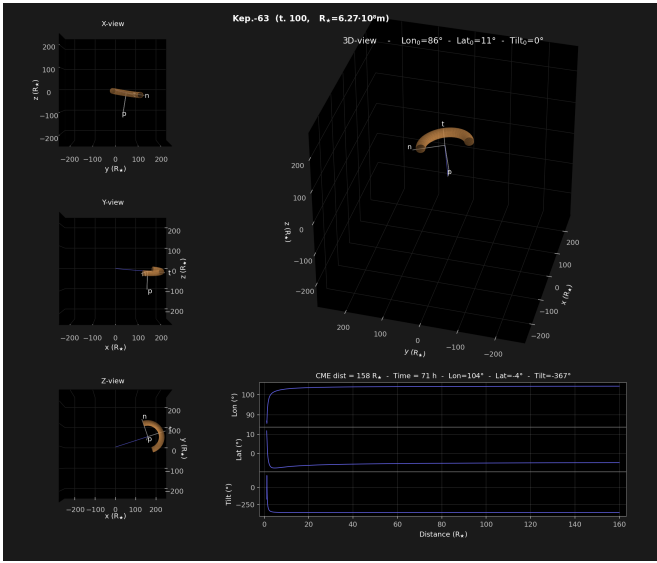 Kep.-63 (t. 100, R★=6.27·10⁸m)
X-view
200
100
0
−100
−200
z (R★)
n
p
−200 −100 0 100 200
y (R★)
3D-view - Lon₀=86° - Lat₀=11° - Tilt₀=0°
t
n
p
200
100
0
−100
−200
z (R★)
200
100
0
−100
−200
x (R★)
200 100 0 −100 −200
y (R★)
Y-view
200
100
0
−100
−200
z (R★)
t
p
−200 −100 0 100 200
x (R★)
Z-view
200
100
0
−100
−200
y (R★)
n
t
p
−200 −100 0 100 200
x (R★)
CME dist = 158 R★ - Time = 71 h - Lon=104° - Lat=-4° - Tilt=-367°
100
90
Lon (°)
10
0
Lat (°)
0
−250
Tilt (°)
0 20 40 60 80 100 120 140 160
Distance (R★)